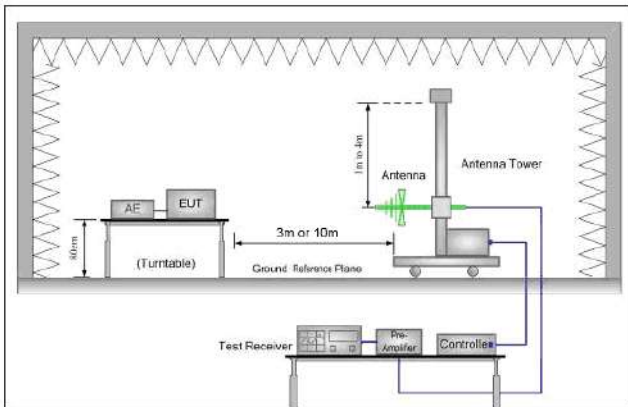 1m to 4m
Antenna
Antenna Tower
AE
EUT
80cm
(Turntable)
3m or 10m
Ground Reference Plane
Test Receiver
Pre-
Amplifier
Controller